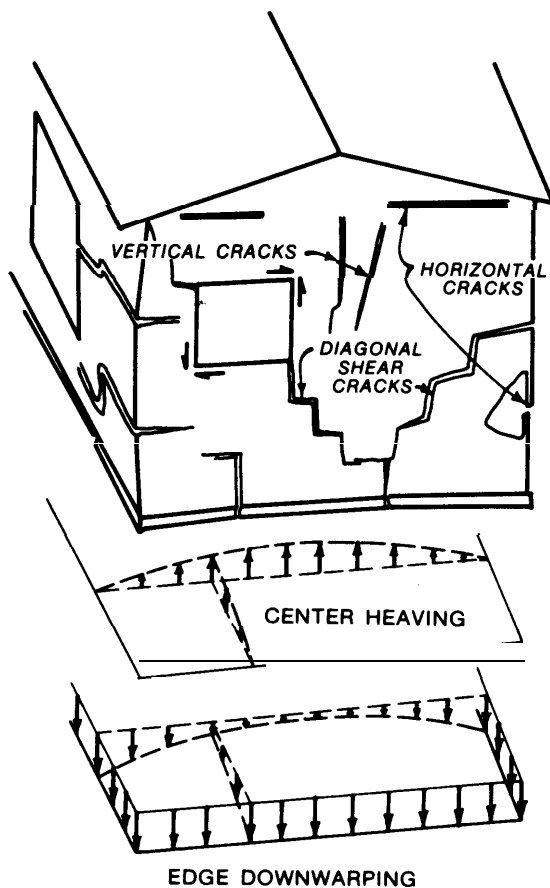 VERTICAL CRACKS
HORIZONTAL
CRACKS
DIAGONAL
SHEAR
CRACKS
CENTER HEAVING
EDGE DOWNWARPING